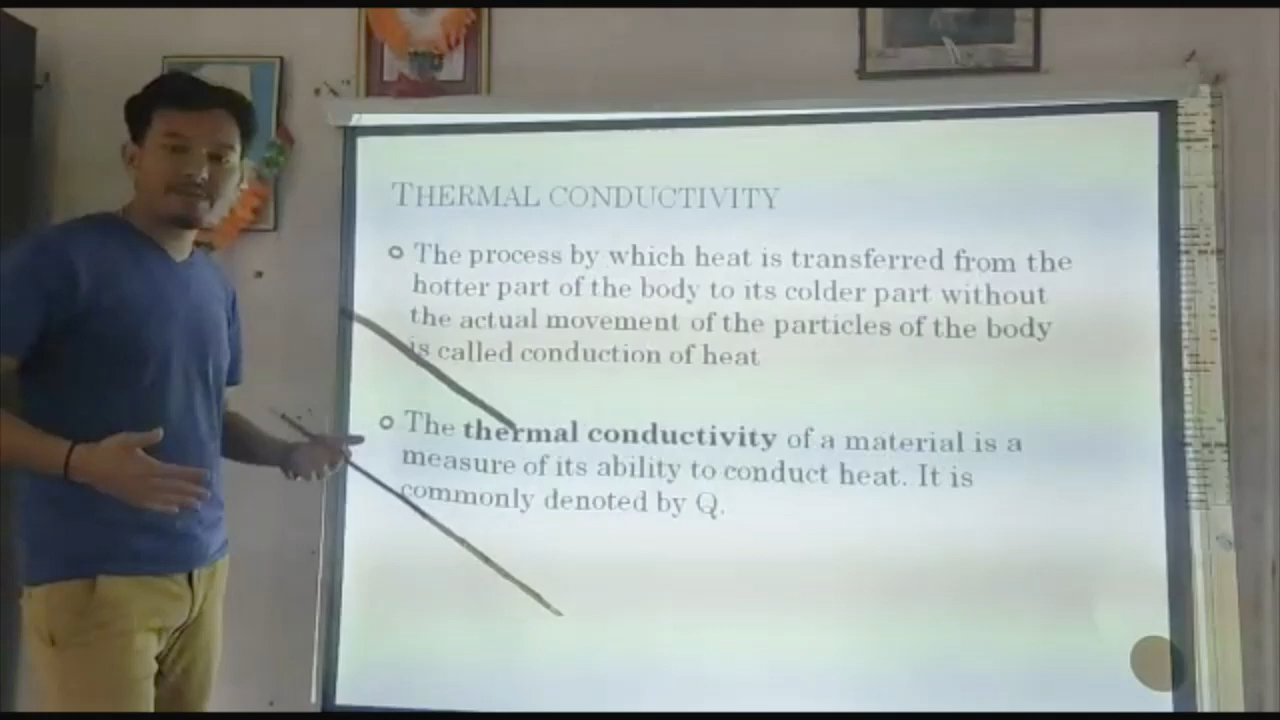 THERMAL CONDUCTIVITY
The process by which heat is transferred from the
hotter part of the body to its colder part without
the actual movement of the particles of the body
is called conduction of heat
The thermal conductivity of a material is a
measure of its ability to conduct heat. It is
commonly denoted by Q.